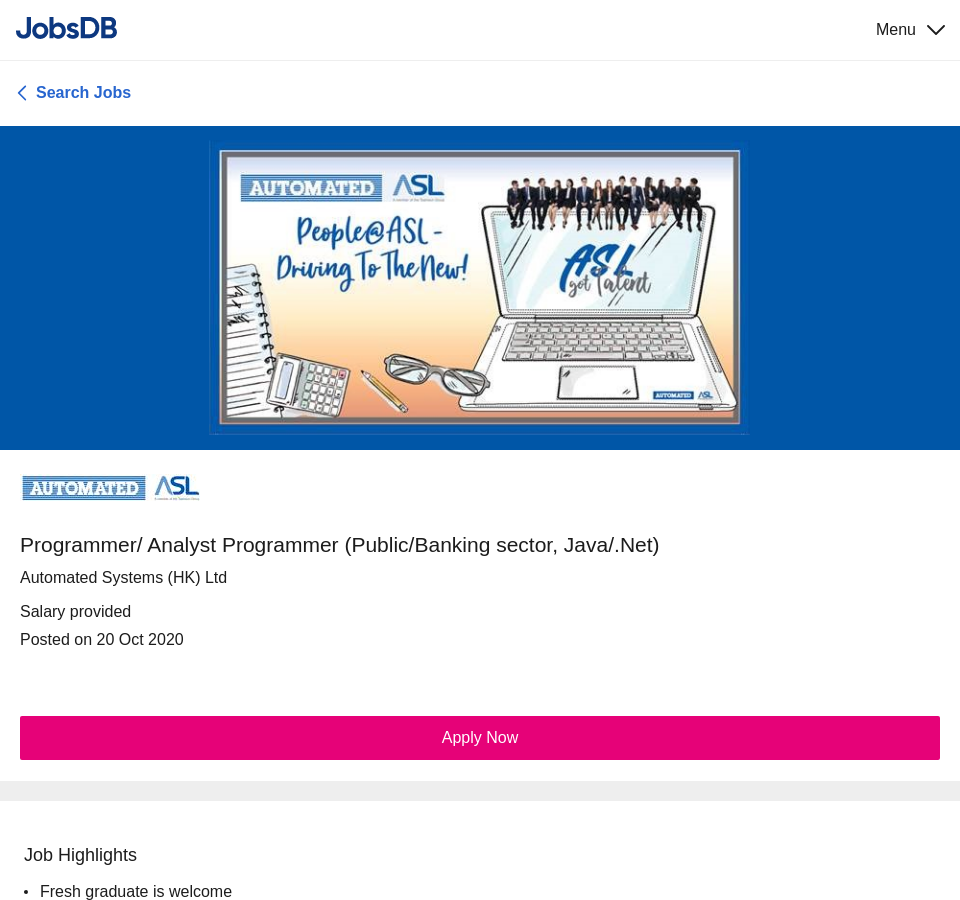 JobsDB
Menu
Search Jobs
AUTOMATED ASL
People@ASL -
Driving To The New!
ASL
got Talent
AUTOMATED ASL
AUTOMATED ASL
Programmer/ Analyst Programmer (Public/Banking sector, Java/.Net)
Automated Systems (HK) Ltd
Salary provided
Posted on 20 Oct 2020
Apply Now
Job Highlights
• Fresh graduate is welcome